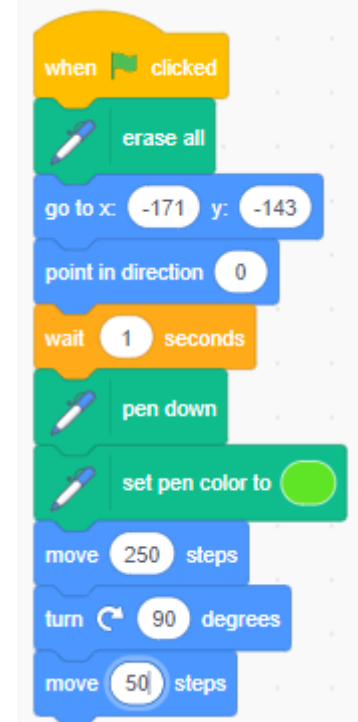 when clicked
erase all
go to x: -171 y: -143
point in direction 0
wait 1 seconds
pen down
set pen color to
move 250 steps
turn 90 degrees
move 50 steps